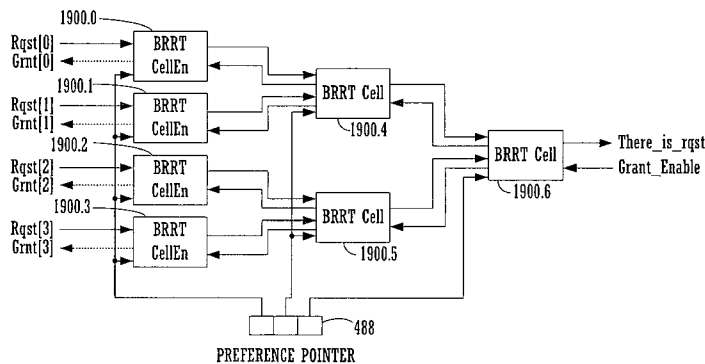 1900.0
Rqst[0]
Grnt[0]
BRRT
CellEn
1900.1
Rqst[1]
Grnt[1]
BRRT
CellEn
1900.2
Rqst[2]
Grnt[2]
BRRT
CellEn
1900.3
Rqst[3]
Grnt[3]
BRRT
CellEn
BRRT Cell
1900.4
BRRT Cell
1900.5
BRRT Cell
1900.6
There_is_rqst
Grant_Enable
488
PREFERENCE POINTER